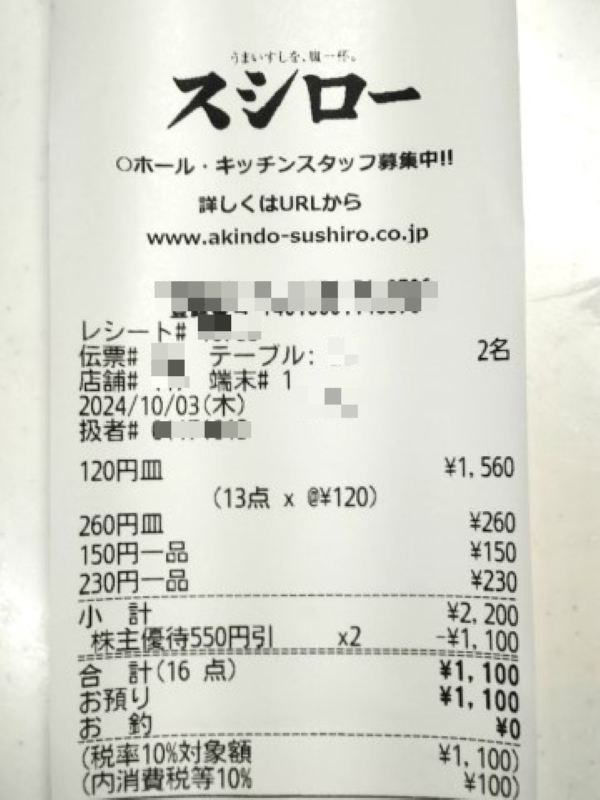 うまいすしを、腹一杯。
スシロー
○ホール・キッチンスタッフ募集中!!
詳しくはURLから
www.akindo-sushiro.co.jp
レシート#
伝票# テーブル: 2名
店舗# 端末# 1
2024/10/03(木)
扱者#
120円皿 ¥1,560
(13点 x @¥120)
260円皿 ¥260
150円一品 ¥150
230円一品 ¥230
小 計 ¥2,200
株主優待550円引 x2 -¥1,100
合 計(16 点) ¥1,100
お預り ¥1,100
お 釣 ¥0
(税率10%対象額 ¥1,100)
(内消費税等10% ¥100)